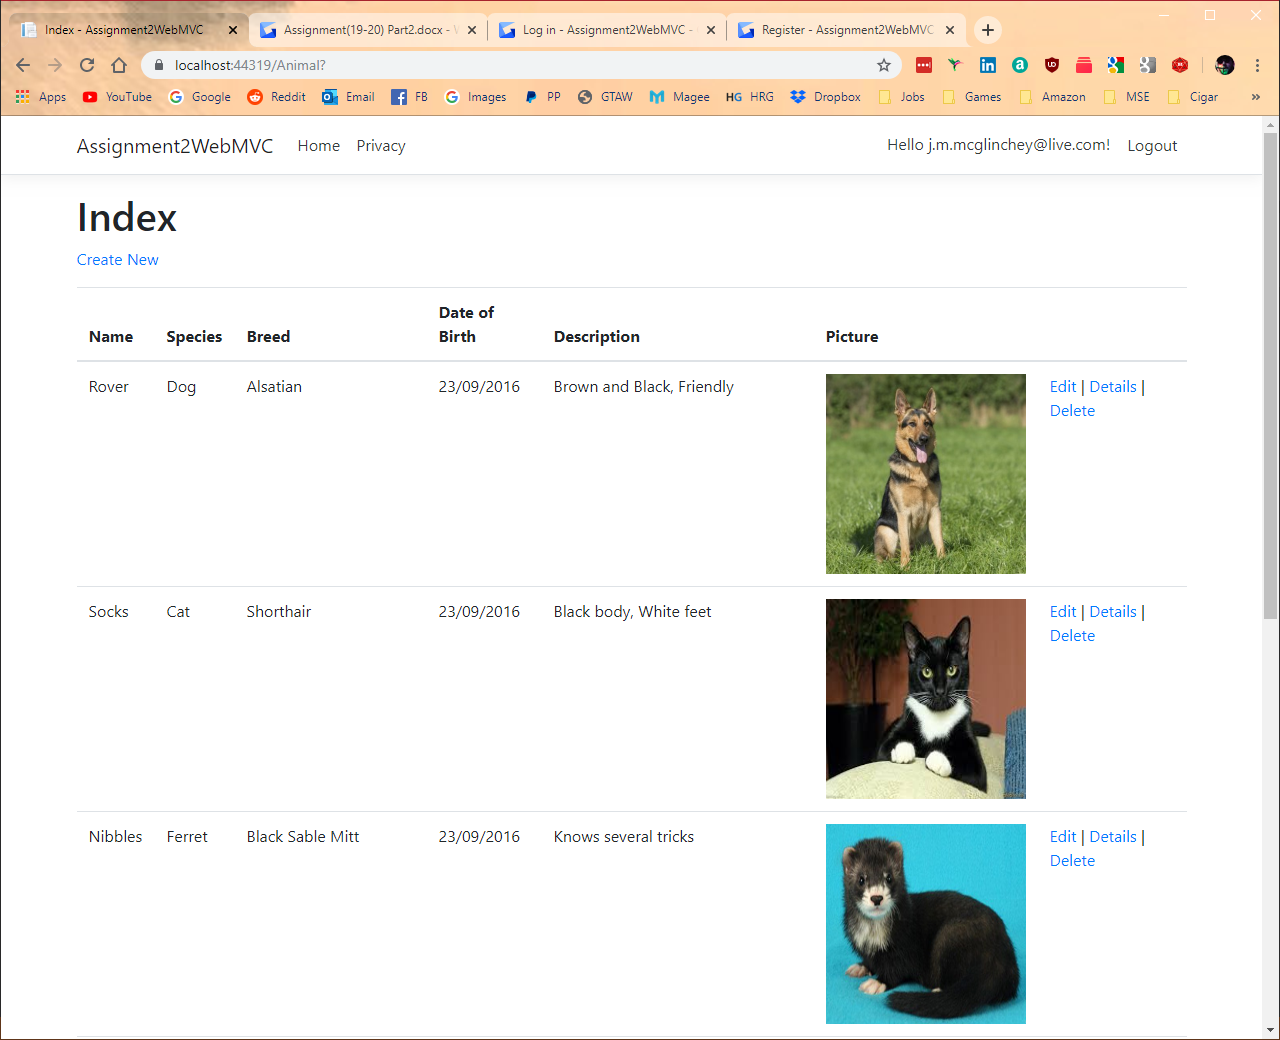 Index - Assignment2WebMVC
Assignment(19-20) Part2.docx -
Log in - Assignment2WebMVC -
Register - Assignment2WebMVC
localhost:44319/Animal?
Apps YouTube Google Reddit Email FB Images PP GTAW Magee HG HRG Dropbox Jobs Games Amazon MSE Cigar »
Assignment2WebMVC Home Privacy Hello j.m.mcglinchey@live.com! Logout
Index
Create New
Name Species Breed Date of Birth Description Picture
Rover Dog Alsatian 23/09/2016 Brown and Black, Friendly Edit | Details |
Delete
Socks Cat Shorthair 23/09/2016 Black body, White feet Edit | Details |
Delete
Nibbles Ferret Black Sable Mitt 23/09/2016 Knows several tricks Edit | Details |
Delete